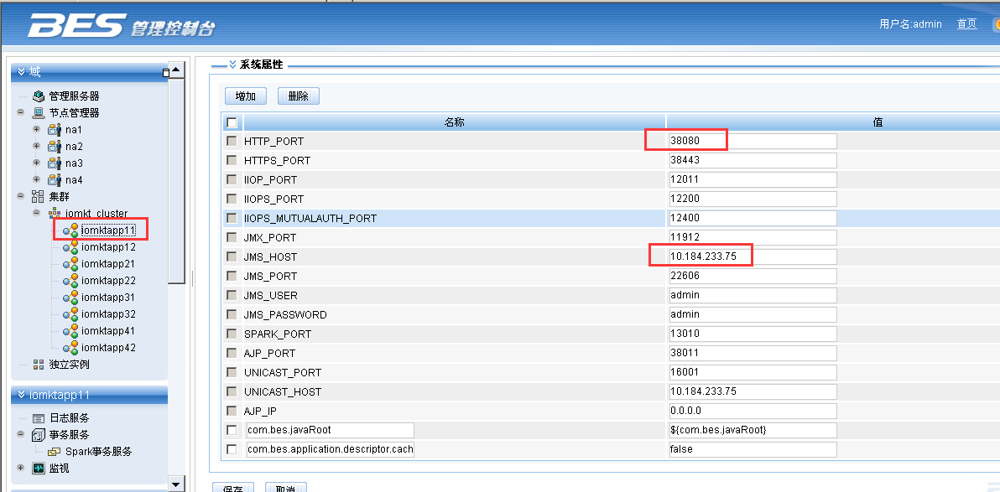 BES 管理控制台
用户名:admin 首页
域
管理服务器
节点管理器
na1
na2
na3
na4
集群
iomkt_cluster
iomktapp11
iomktapp12
iomktapp21
iomktapp22
iomktapp31
iomktapp32
iomktapp41
iomktapp42
独立实例
iomktapp11
日志服务
事务服务
Spark事务服务
监视
系统属性
增加 删除
名称 值
HTTP_PORT 38080
HTTPS_PORT 38443
IIOP_PORT 12011
IIOPS_PORT 12200
IIOPS_MUTUALAUTH_PORT 12400
JMX_PORT 11912
JMS_HOST 10.184.233.75
JMS_PORT 22606
JMS_USER admin
JMS_PASSWORD admin
SPARK_PORT 13010
AJP_PORT 38011
UNICAST_PORT 16001
UNICAST_HOST 10.184.233.75
AJP_IP 0.0.0.0
com.bes.javaRoot ${com.bes.javaRoot}
com.bes.application.descriptor.cach false
保存 取消